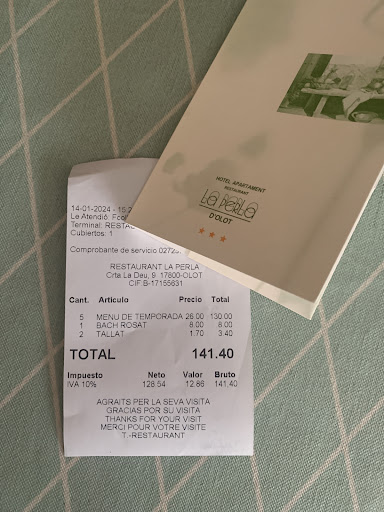 HOTEL APARTAMENT
RESTAURANT
La PERLA
D'OLOT
14-01-2024 - 15:2
Le Atendió: Fcof
Terminal: RESTAU
Cubiertos: 1
Comprobante de servicio 0272
RESTAURANT LA PERLA
Crta La Deu, 9 17800-OLOT
CIF.B-17155631
Cant. Artículo Precio Total
5 MENU DE TEMPORADA 26.00 130.00
1 BACH ROSAT 8.00 8.00
2 TALLAT 1.70 3.40
TOTAL 141.40
Impuesto Neto Valor Bruto
IVA 10% 128.54 12.86 141.40
AGRAITS PER LA SEVA VISITA
GRACIAS POR SU VISITA
THANKS FOR YOUR VISIT
MERCI POUR VOTRE VISITE
T.-RESTAURANT